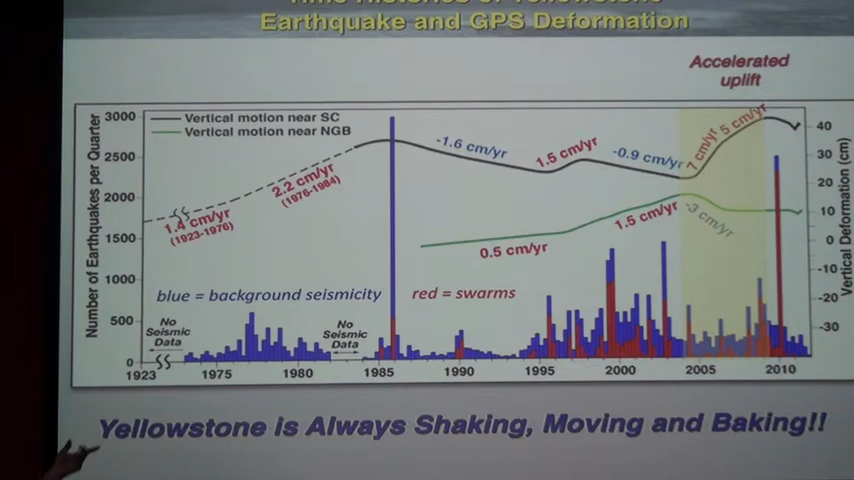 Time Histories of Yellowstone
Earthquake and GPS Deformation
Accelerated
uplift
Vertical motion near SC
Vertical motion near NGB
Number of Earthquakes per Quarter
3000
2500
2000
1500
1000
500
0
1.4 cm/yr
(1923-1976)
2.2 cm/yr
(1976-1984)
-1.6 cm/yr
1.5 cm/yr
-0.9 cm/yr
7 cm/yr
5 cm/yr
0.5 cm/yr
1.5 cm/yr
-3 cm/yr
blue = background seismicity
red = swarms
No
Seismic
Data
No
Seismic
Data
40
30
20
10
0
-10
-20
-30
Vertical Deformation (cm)
1923 1975 1980 1985 1990 1995 2000 2005 2010
Yellowstone is Always Shaking, Moving and Baking!!